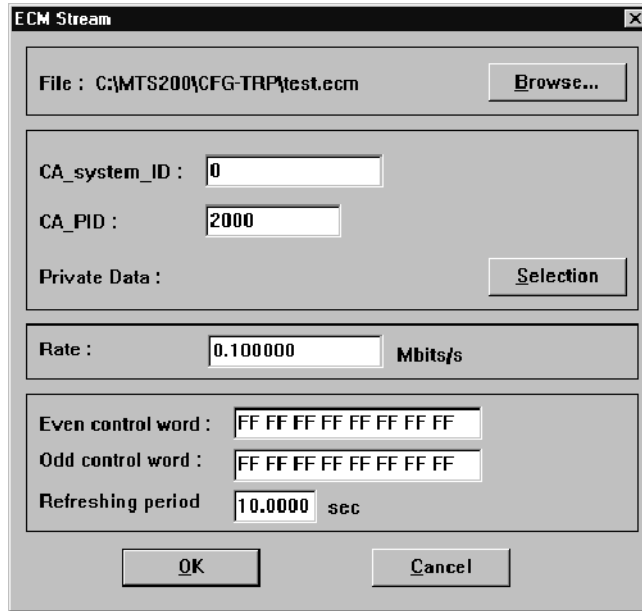 ECM Stream
File : C:\MTS200\CFG-TRP\test.ecm Browse...
CA_system_ID : 0
CA_PID : 2000
Private Data : Selection
Rate : 0.100000 Mbits/s
Even control word : FF FF FF FF FF FF FF FF
Odd control word : FF FF FF FF FF FF FF FF
Refreshing period 10.0000 sec
OK Cancel